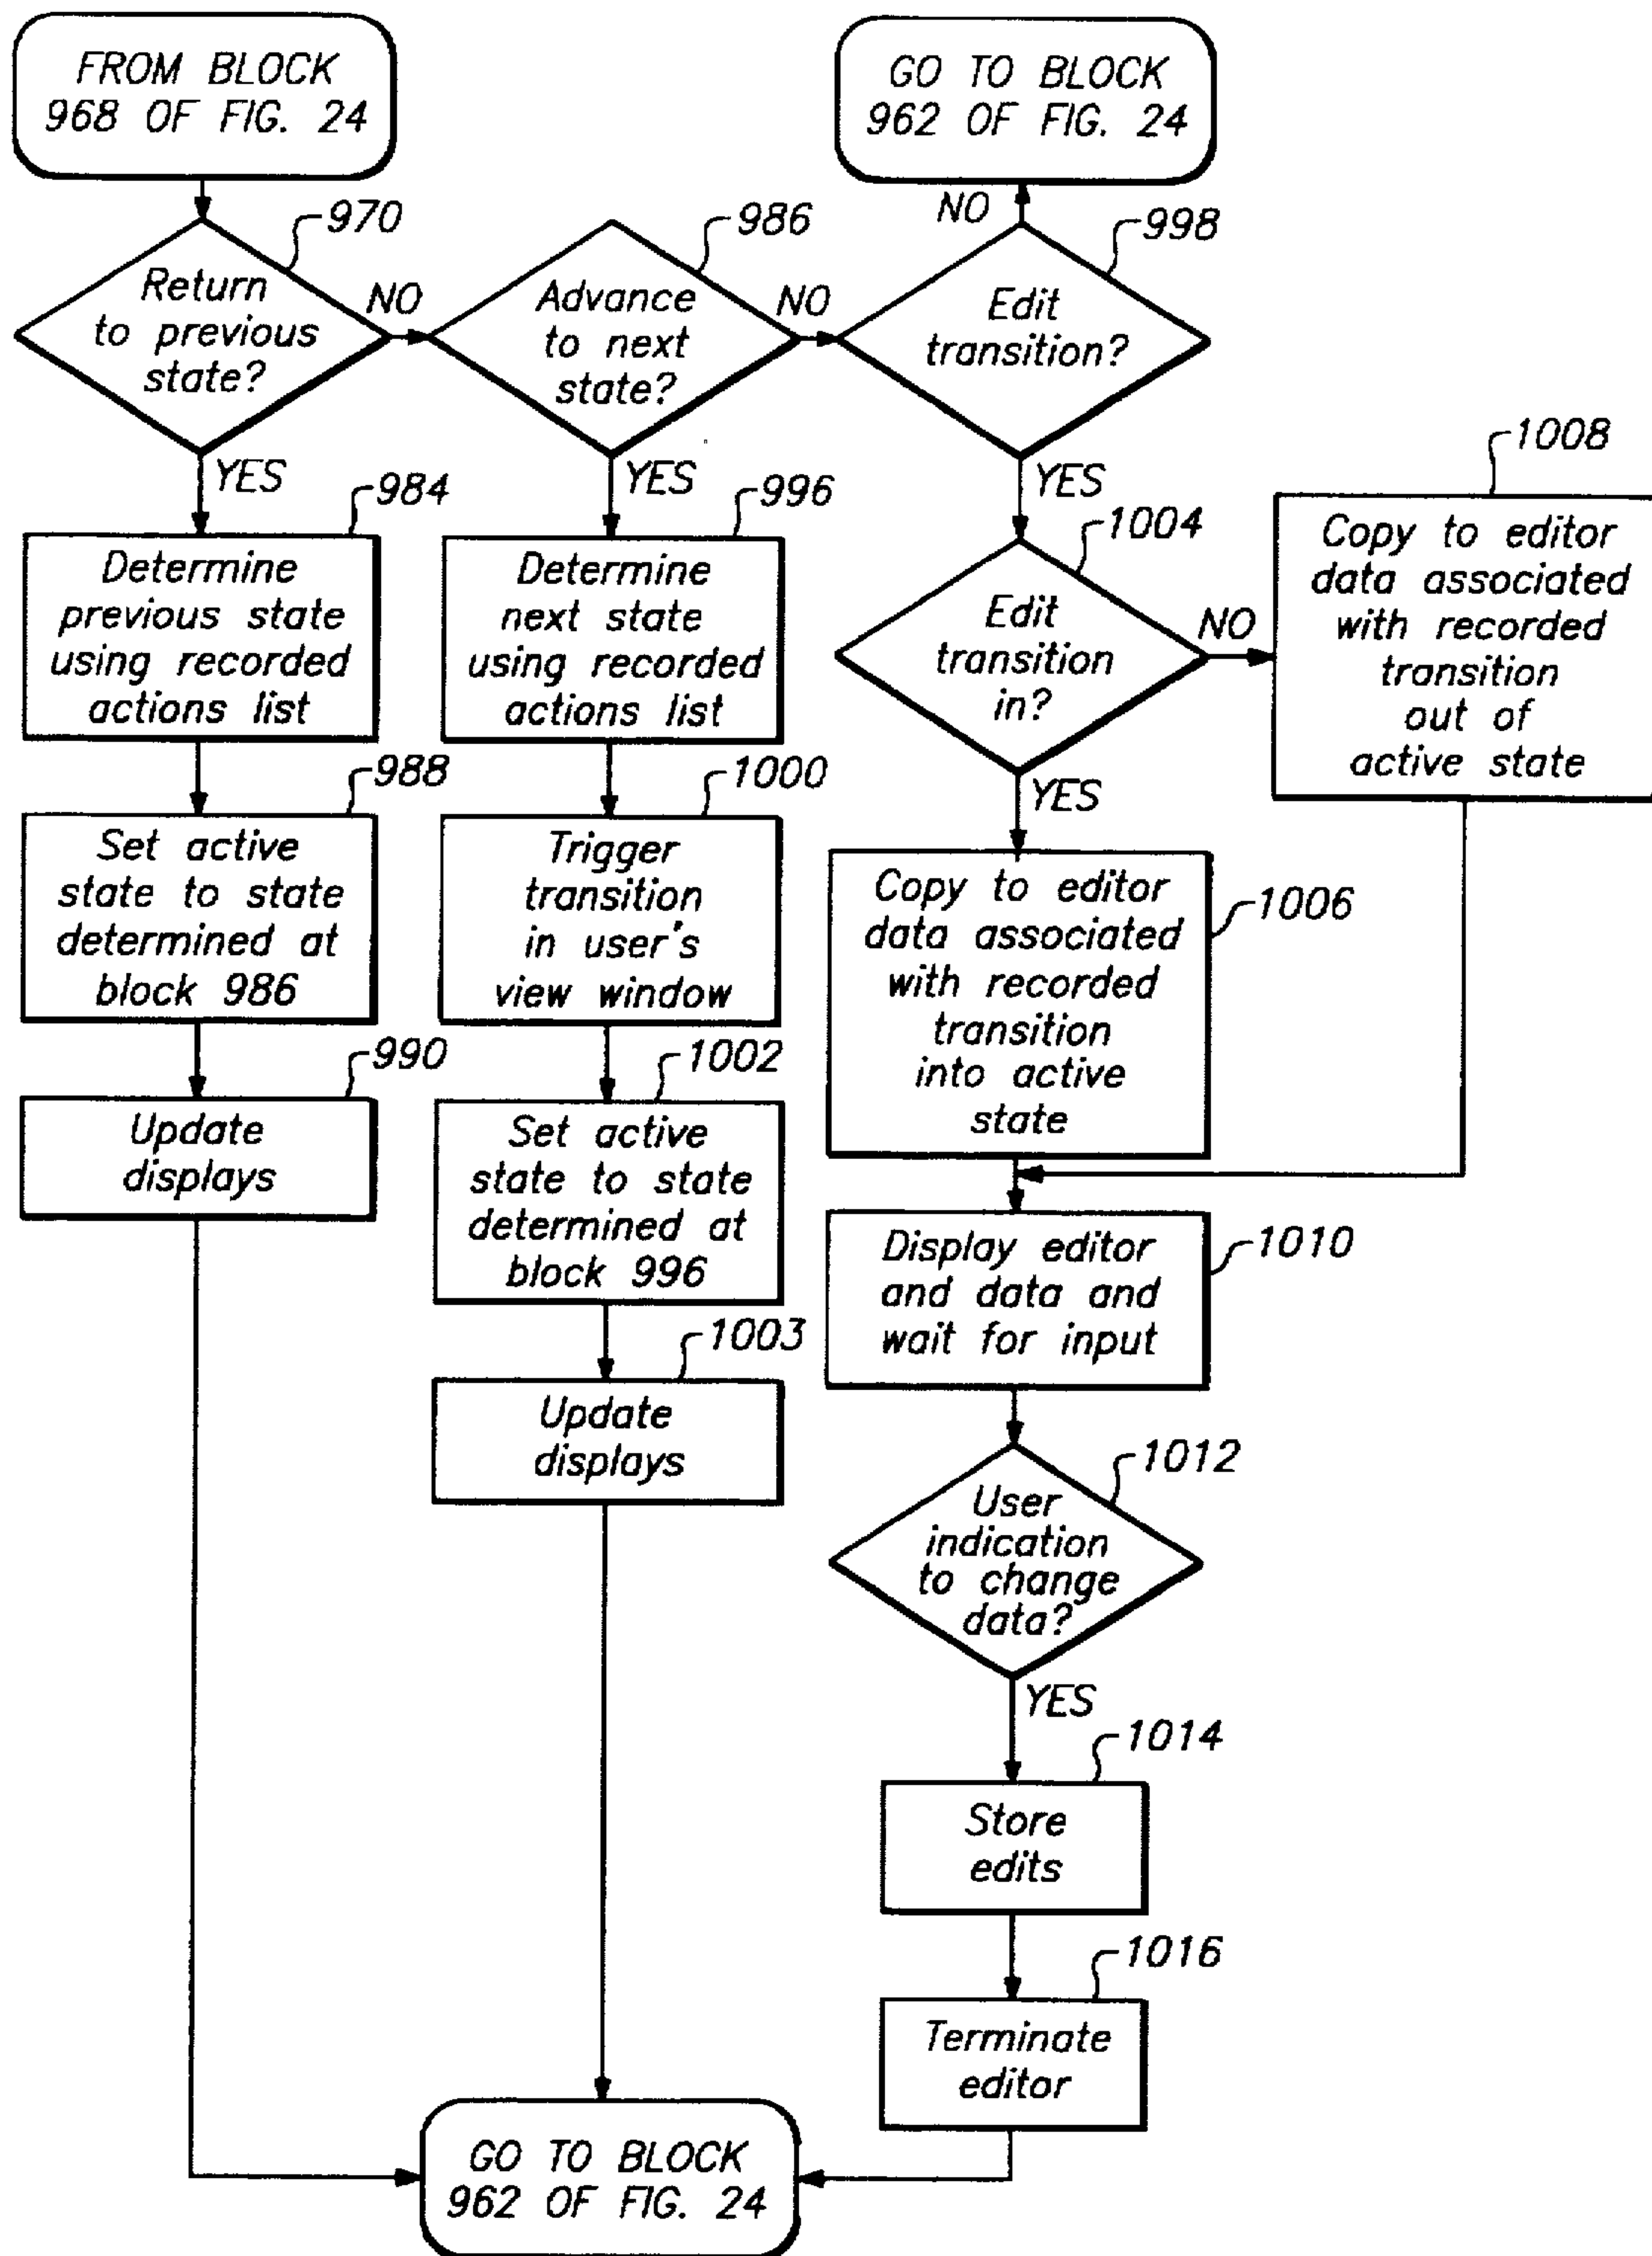 FROM BLOCK
968 OF FIG. 24
GO TO BLOCK
962 OF FIG. 24
970
Return
to previous
state?
NO
YES
986
Advance
to next
state?
NO
YES
NO
998
Edit
transition?
YES
984
Determine
previous state
using recorded
actions list
996
Determine
next state
using recorded
actions list
1004
Edit
transition
in?
NO
YES
1008
Copy to editor
data associated
with recorded
transition
out of
active state
988
Set active
state to state
determined at
block 986
1000
Trigger
transition
in user's
view window
1006
Copy to editor
data associated
with recorded
transition
into active
state
990
Update
displays
1002
Set active
state to state
determined at
block 996
1010
Display editor
and data and
wait for input
1003
Update
displays
1012
User
indication
to change
data?
YES
1014
Store
edits
1016
Terminate
editor
GO TO BLOCK
962 OF FIG. 24